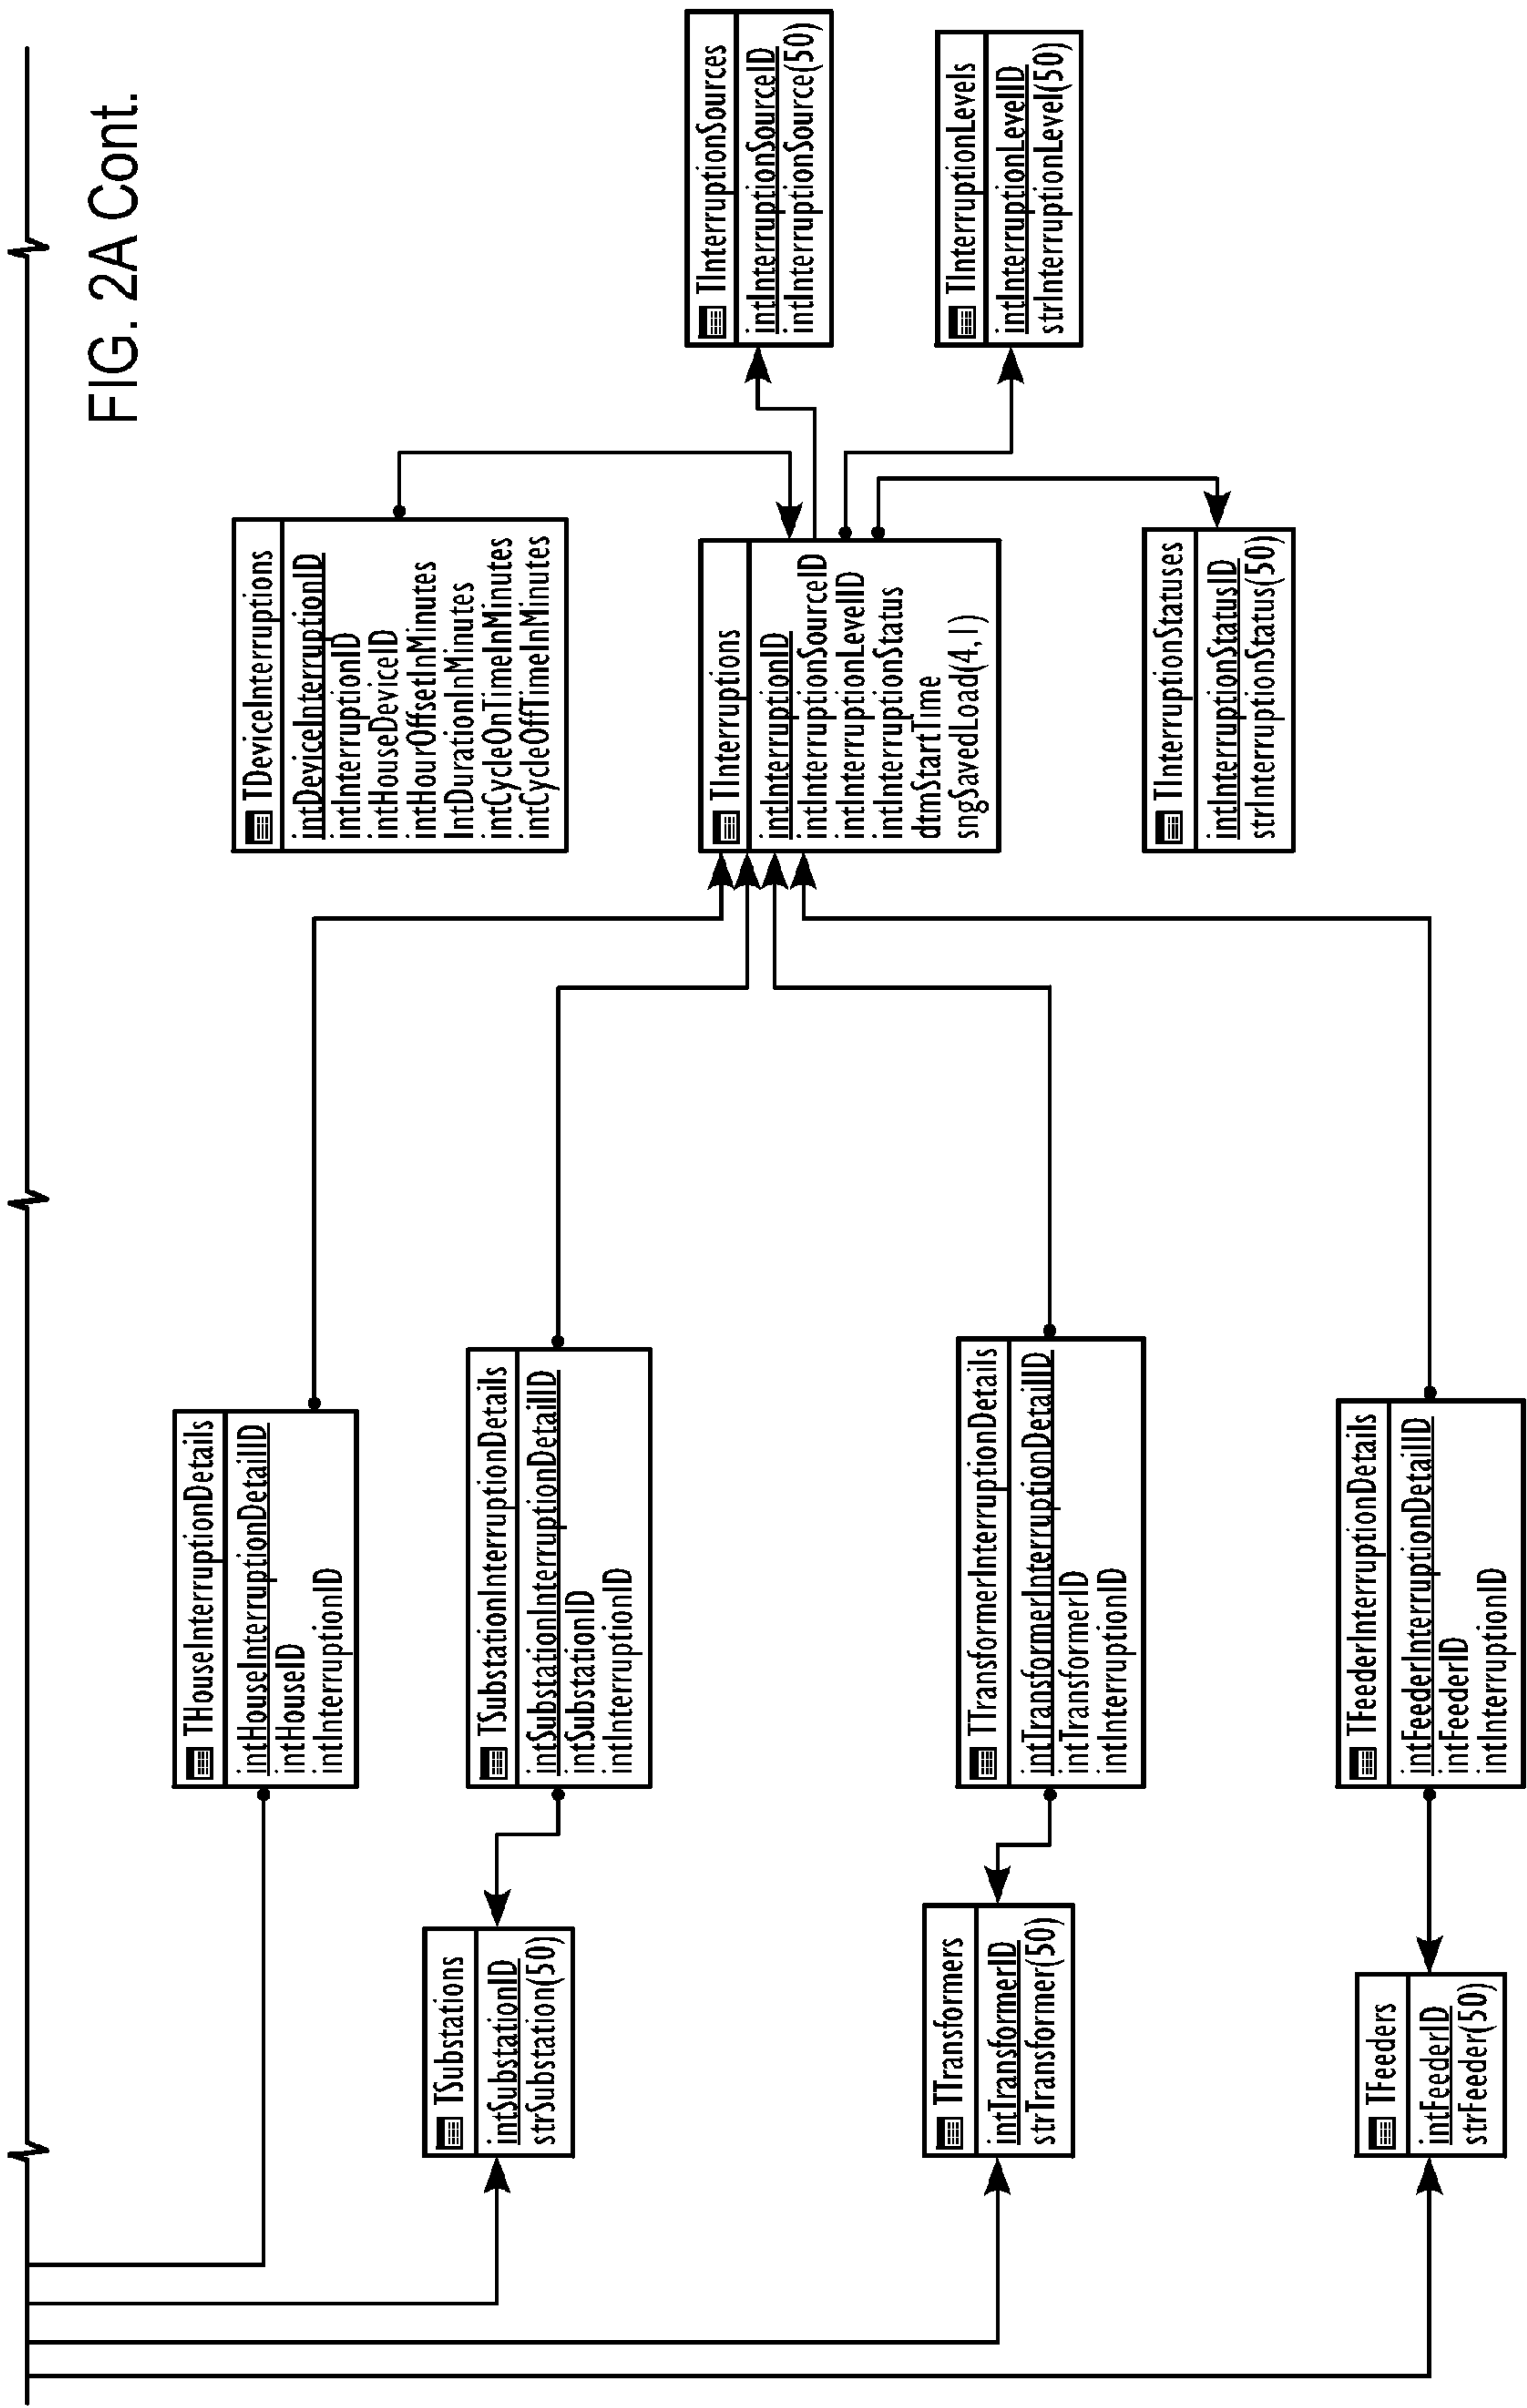 FIG. 2A Cont.
THouseInterruptionDetails
intHouseInterruptionDetailID
intHouseID
intInterruptionID
TDeviceInterruptions
intDeviceInterruptionID
intInterruptionID
intHouseDeviceID
intHourOffsetInMinutes
IntDurationInMinutes
intCycleOnTimeInMinutes
intCycleOffTimeInMinutes
TSubstations
intSubstationID
strSubstation(50)
TSubstationInterruptionDetails
intSubstationInterruptionDetailID
intSubstationID
intInterruptionID
TInterruptions
intInterruptionID
intInterruptionSourceID
intInterruptionLevelID
intInterruptionStatus
dtmStartTime
sngSavedLoad(4,1)
TInterruptionSources
intInterruptionSourceID
intInterruptionSource(50)
TTransformers
intTransformerID
strTransformer(50)
TTransformerInterruptionDetails
intTransformerInterruptionDetailID
intTransformerID
intInterruptionID
TInterruptionLevels
intInterruptionLevelID
strInterruptionLevel(50)
TInterruptionStatuses
intInterruptionStatusID
strInterruptionStatus(50)
TFeeders
intFeederID
strFeeder(50)
TFeederInterruptionDetails
intFeederInterruptionDetailID
intFeederID
intInterruptionID